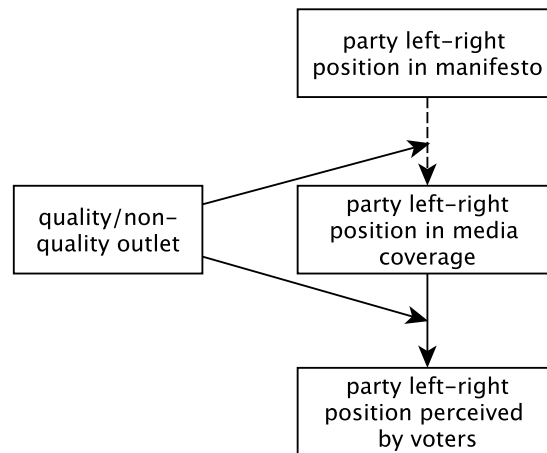 party left–right
position in manifesto
quality/non-
quality outlet
party left–right
position in media
coverage
party left–right
position perceived
by voters